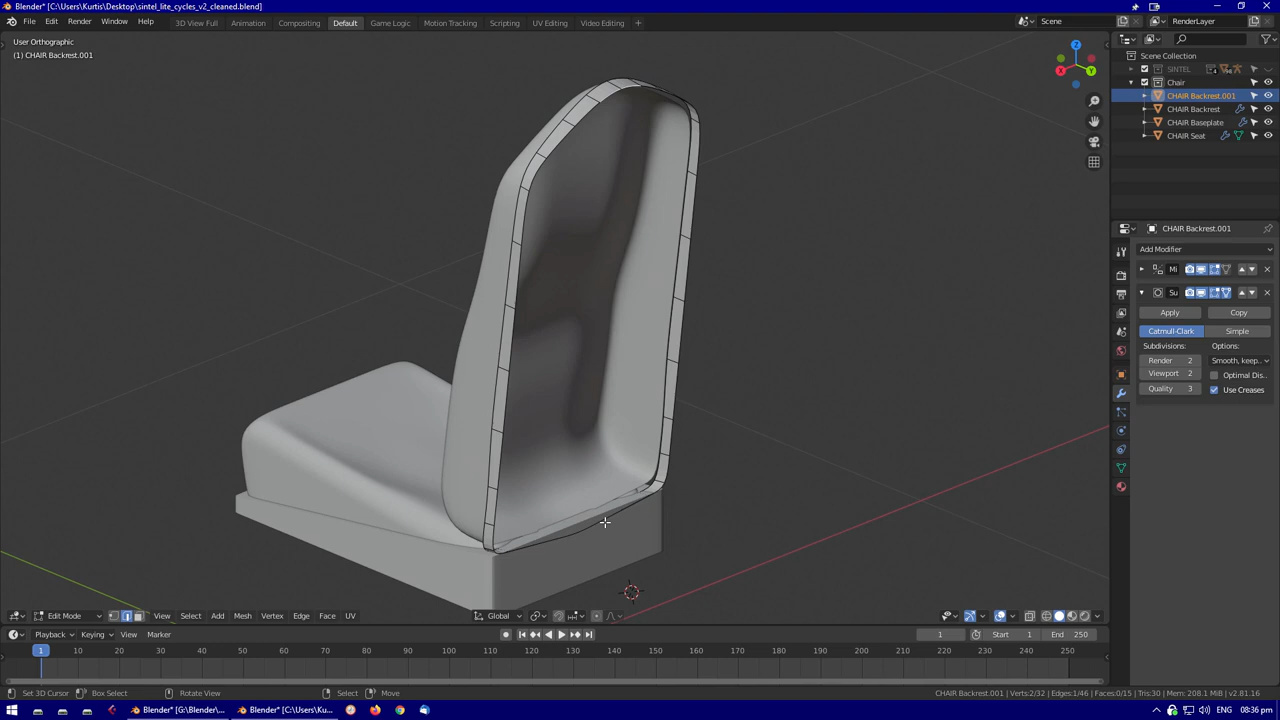 Blender* [C:\Users\Kurtis\Desktop\sintel_lite_cycles_v2_cleaned.blend]
File Edit Render Window Help 3D View Full Animation Compositing Default Game Logic Motion Tracking Scripting UV Editing Video Editing + Scene RenderLayer
User Orthographic
(1) CHAIR Backrest.001
Z
X Y
Scene Collection
SINTEL
Chair
CHAIR Backrest.001
CHAIR Backrest
CHAIR Baseplate
CHAIR Seat
CHAIR Backrest.001
Add Modifier
Mi
Su
Apply Copy
Catmull-Clark Simple
Subdivisions: Options:
Render 2 Smooth, keep..
Viewport 2 Optimal Dis..
Quality 3 Use Creases
Edit Mode View Select Add Mesh Vertex Edge Face UV Global
Playback Keying View Marker 1 Start 1 End 250
1 10 20 30 40 50 60 70 80 90 100 110 120 130 140 150 160 170 180 190 200 210 220 230 240 250
Set 3D Cursor Box Select Rotate View Select Move CHAIR Backrest.001 | Verts:2/32 | Edges:1/46 | Faces:0/15 | Tris:30 | Mem: 208.1 MiB | v2.81.16
Blender* [G:\Blender\... Blender* [C:\Users\Ku... ENG 08:36 pm